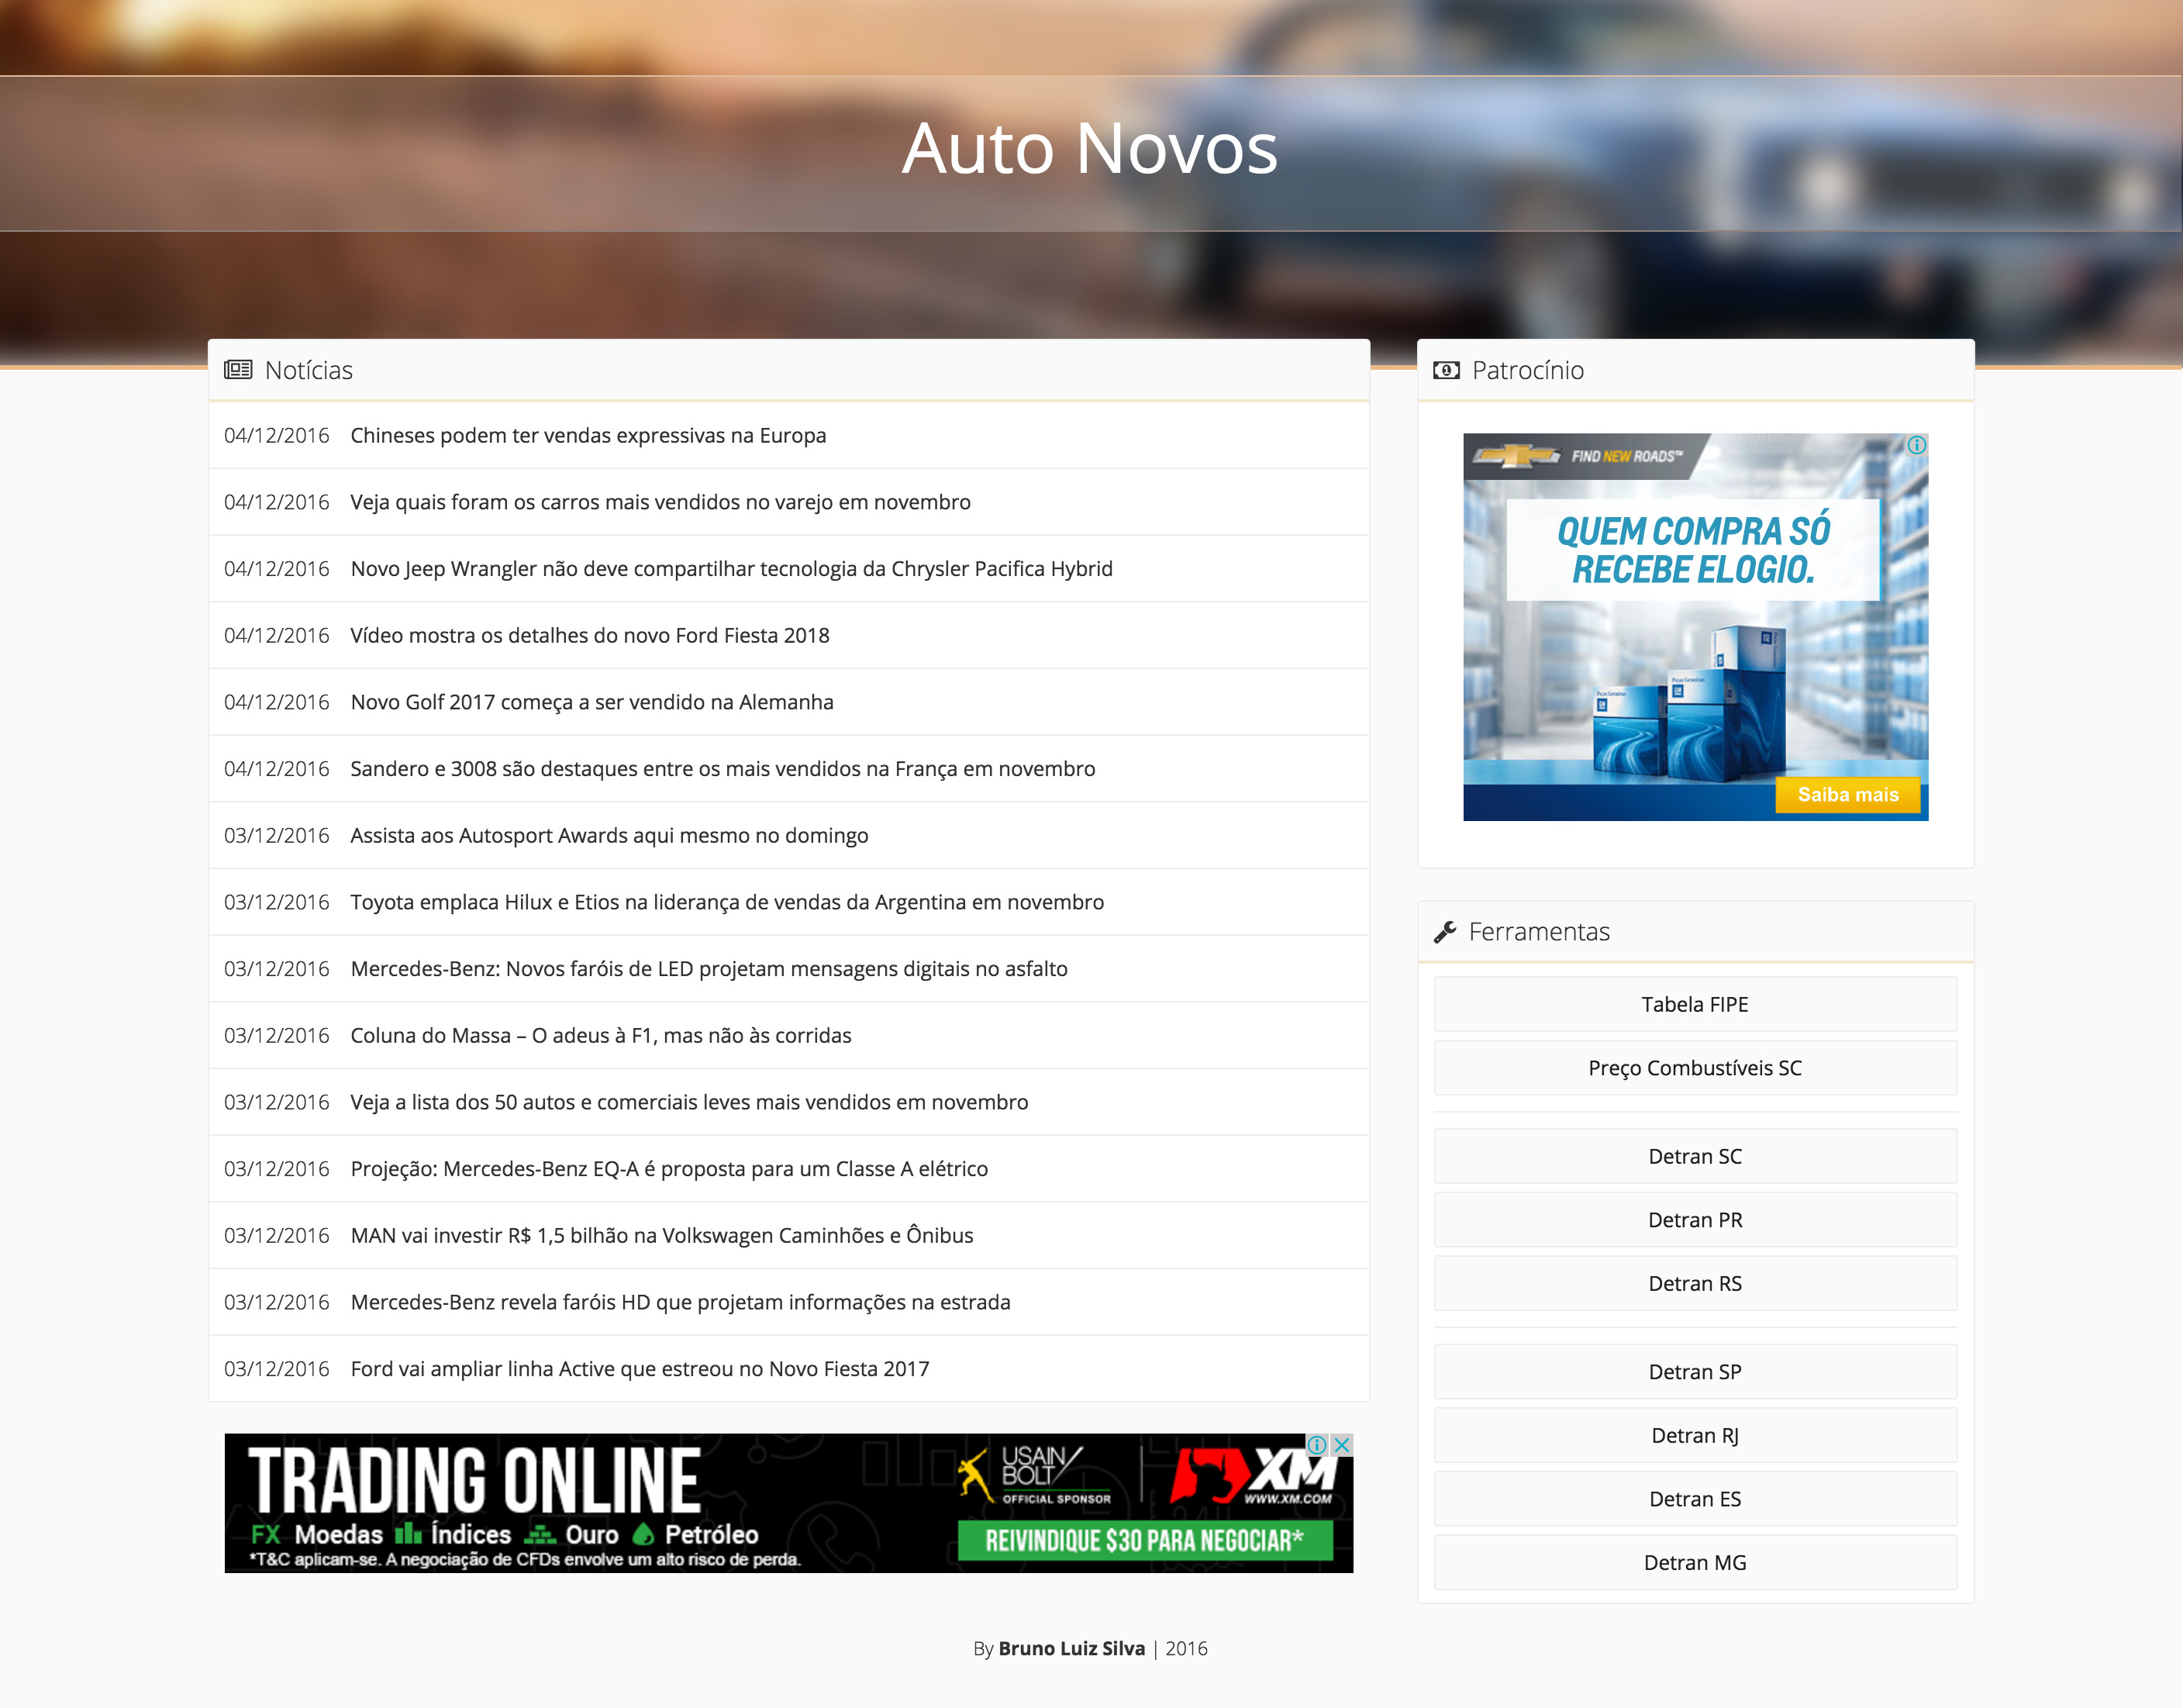 Auto Novos
Notícias
04/12/2016 Chineses podem ter vendas expressivas na Europa
04/12/2016 Veja quais foram os carros mais vendidos no varejo em novembro
04/12/2016 Novo Jeep Wrangler não deve compartilhar tecnologia da Chrysler Pacifica Hybrid
04/12/2016 Vídeo mostra os detalhes do novo Ford Fiesta 2018
04/12/2016 Novo Golf 2017 começa a ser vendido na Alemanha
04/12/2016 Sandero e 3008 são destaques entre os mais vendidos na França em novembro
03/12/2016 Assista aos Autosport Awards aqui mesmo no domingo
03/12/2016 Toyota emplaca Hilux e Etios na liderança de vendas da Argentina em novembro
03/12/2016 Mercedes-Benz: Novos faróis de LED projetam mensagens digitais no asfalto
03/12/2016 Coluna do Massa – O adeus à F1, mas não às corridas
03/12/2016 Veja a lista dos 50 autos e comerciais leves mais vendidos em novembro
03/12/2016 Projeção: Mercedes-Benz EQ-A é proposta para um Classe A elétrico
03/12/2016 MAN vai investir R$ 1,5 bilhão na Volkswagen Caminhões e Ônibus
03/12/2016 Mercedes-Benz revela faróis HD que projetam informações na estrada
03/12/2016 Ford vai ampliar linha Active que estreou no Novo Fiesta 2017
TRADING ONLINE
FX Moedas Índices Ouro Petróleo
*T&C aplicam-se. A negociação de CFDs envolve um alto risco de perda.
USAIN
BOLT
OFFICIAL SPONSOR
XM
WWW.XM.COM
REIVINDIQUE $30 PARA NEGOCIAR*
Patrocínio
FIND NEW ROADS™
QUEM COMPRA SÓ
RECEBE ELOGIO.
Peças Genuínas
GM
Peças Genuínas
GM
Saiba mais
Ferramentas
Tabela FIPE
Preço Combustíveis SC
Detran SC
Detran PR
Detran RS
Detran SP
Detran RJ
Detran ES
Detran MG
By Bruno Luiz Silva | 2016